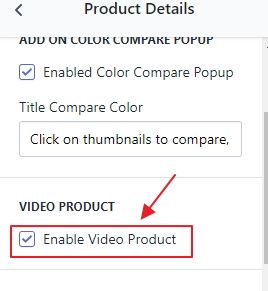 Product Details
ADD ON COLOR COMPARE POPUP
Enabled Color Compare Popup
Title Compare Color
Click on thumbnails to compare,
VIDEO PRODUCT
Enable Video Product